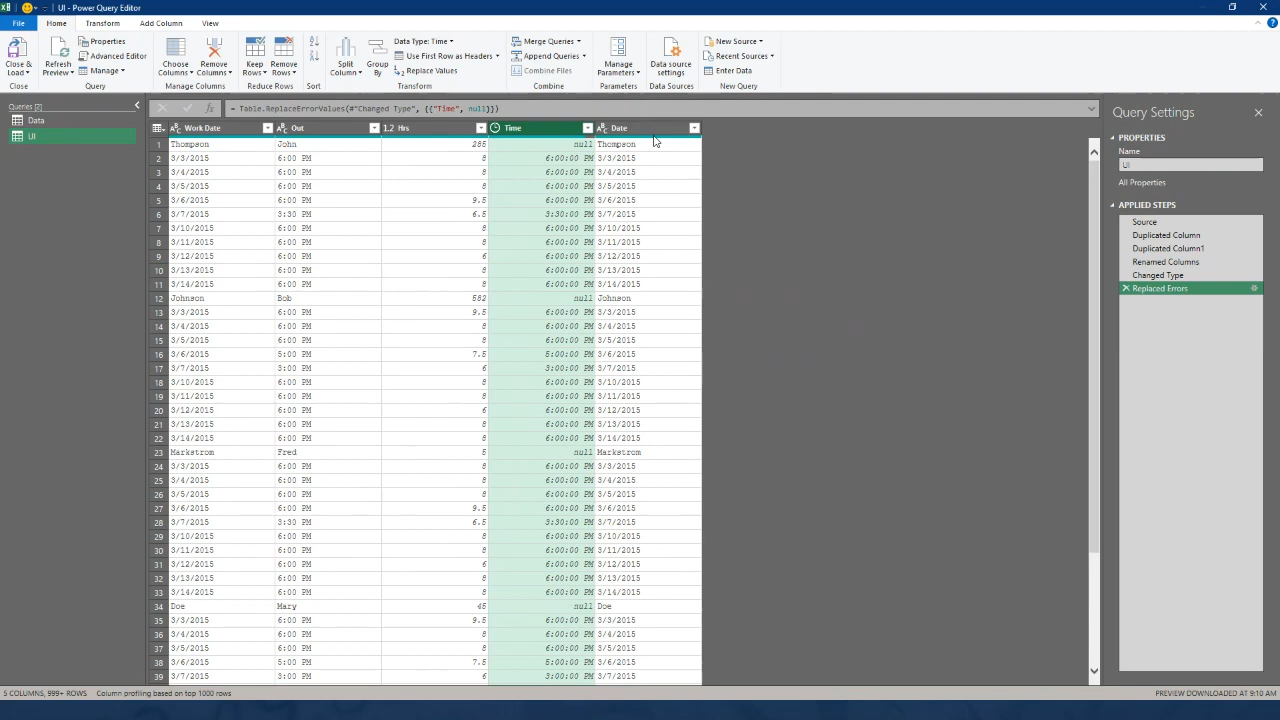 UI - Power Query Editor
File Home Transform Add Column View
Close & Load
Refresh Preview
Properties
Advanced Editor
Manage
Choose Columns
Remove Columns
Keep Rows
Remove Rows
Split Column
Group By
Data Type: Time
Use First Row as Headers
Replace Values
Merge Queries
Append Queries
Combine Files
Manage Parameters
Data source settings
New Source
Recent Sources
Enter Data
Close Query Manage Columns Reduce Rows Sort Transform Combine Parameters Data Sources New Query
Queries [2]
Data
UI
fx = Table.ReplaceErrorValues(#"Changed Type", {{"Time", null}})
Work Date Out 1.2 Hrs Time Date
1 Thompson John 285 null Thompson
2 3/3/2015 6:00 PM 8 6:00:00 PM 3/3/2015
3 3/4/2015 6:00 PM 8 6:00:00 PM 3/4/2015
4 3/5/2015 6:00 PM 8 6:00:00 PM 3/5/2015
5 3/6/2015 6:00 PM 9.5 6:00:00 PM 3/6/2015
6 3/7/2015 3:30 PM 6.5 3:30:00 PM 3/7/2015
7 3/10/2015 6:00 PM 8 6:00:00 PM 3/10/2015
8 3/11/2015 6:00 PM 8 6:00:00 PM 3/11/2015
9 3/12/2015 6:00 PM 6 6:00:00 PM 3/12/2015
10 3/13/2015 6:00 PM 8 6:00:00 PM 3/13/2015
11 3/14/2015 6:00 PM 8 6:00:00 PM 3/14/2015
12 Johnson Bob 582 null Johnson
13 3/3/2015 6:00 PM 9.5 6:00:00 PM 3/3/2015
14 3/4/2015 6:00 PM 8 6:00:00 PM 3/4/2015
15 3/5/2015 6:00 PM 8 6:00:00 PM 3/5/2015
16 3/6/2015 5:00 PM 7.5 5:00:00 PM 3/6/2015
17 3/7/2015 3:00 PM 6 3:00:00 PM 3/7/2015
18 3/10/2015 6:00 PM 8 6:00:00 PM 3/10/2015
19 3/11/2015 6:00 PM 8 6:00:00 PM 3/11/2015
20 3/12/2015 6:00 PM 6 6:00:00 PM 3/12/2015
21 3/13/2015 6:00 PM 8 6:00:00 PM 3/13/2015
22 3/14/2015 6:00 PM 8 6:00:00 PM 3/14/2015
23 Markstrom Fred 5 null Markstrom
24 3/3/2015 6:00 PM 8 6:00:00 PM 3/3/2015
25 3/4/2015 6:00 PM 8 6:00:00 PM 3/4/2015
26 3/5/2015 6:00 PM 8 6:00:00 PM 3/5/2015
27 3/6/2015 6:00 PM 9.5 6:00:00 PM 3/6/2015
28 3/7/2015 3:30 PM 6.5 3:30:00 PM 3/7/2015
29 3/10/2015 6:00 PM 8 6:00:00 PM 3/10/2015
30 3/11/2015 6:00 PM 8 6:00:00 PM 3/11/2015
31 3/12/2015 6:00 PM 6 6:00:00 PM 3/12/2015
32 3/13/2015 6:00 PM 8 6:00:00 PM 3/13/2015
33 3/14/2015 6:00 PM 8 6:00:00 PM 3/14/2015
34 Doe Mary 45 null Doe
35 3/3/2015 6:00 PM 9.5 6:00:00 PM 3/3/2015
36 3/4/2015 6:00 PM 8 6:00:00 PM 3/4/2015
37 3/5/2015 6:00 PM 8 6:00:00 PM 3/5/2015
38 3/6/2015 5:00 PM 7.5 5:00:00 PM 3/6/2015
39 3/7/2015 3:00 PM 6 3:00:00 PM 3/7/2015
Query Settings
PROPERTIES
Name
UI
All Properties
APPLIED STEPS
Source
Duplicated Column
Duplicated Column1
Renamed Columns
Changed Type
Replaced Errors
5 COLUMNS, 999+ ROWS Column profiling based on top 1000 rows PREVIEW DOWNLOADED AT 9:10 AM